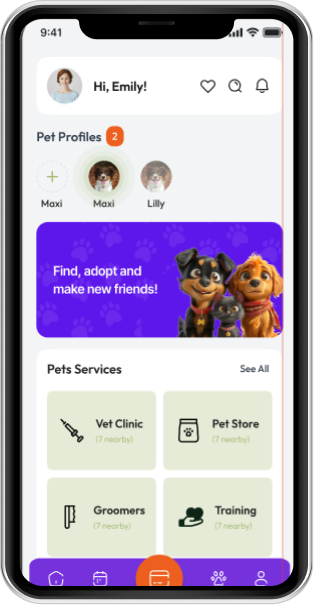 9:41
Hi, Emily!
Pet Profiles 2
Maxi Maxi Lilly
Find, adopt and
make new friends!
Pets Services See All
Vet Clinic
(7 nearby)
Pet Store
(7 nearby)
Groomers
(7 nearby)
Training
(7 nearby)